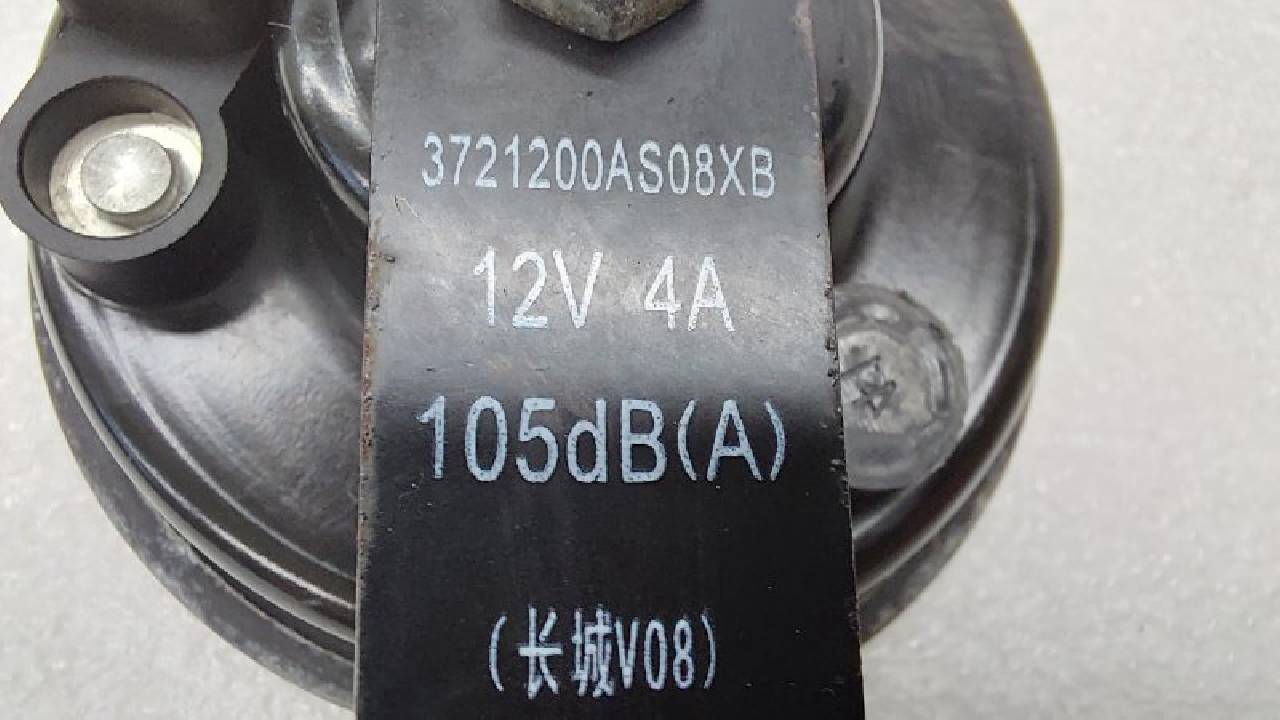 3721200AS08XB
12V 4A
105dB(A)
(长城V08)